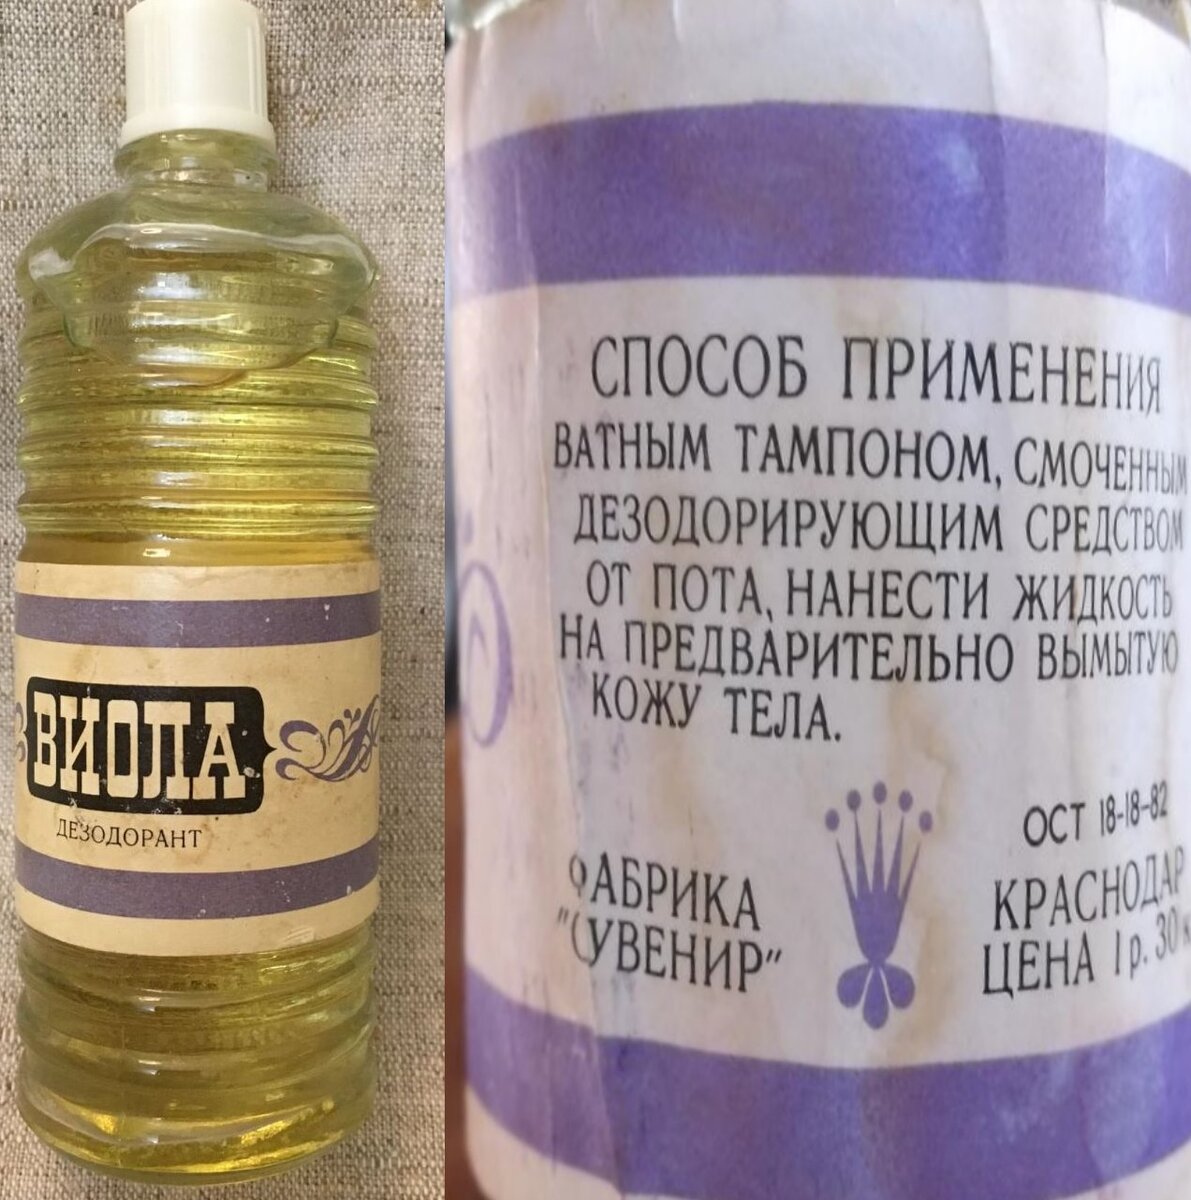 ВИОЛА
ДЕЗОДОРАНТ
СПОСОБ ПРИМЕНЕНИЯ
ВАТНЫМ ТАМПОНОМ, СМОЧЕННЫМ
ДЕЗОДОРИРУЮЩИМ СРЕДСТВОМ
ОТ ПОТА, НАНЕСТИ ЖИДКОСТЬ
НА ПРЕДВАРИТЕЛЬНО ВЫМЫТУЮ
КОЖУ ТЕЛА.
ОСТ 18-18-82
ФАБРИКА КРАСНОДАР
"СУВЕНИР" ЦЕНА 1 р. 30 к